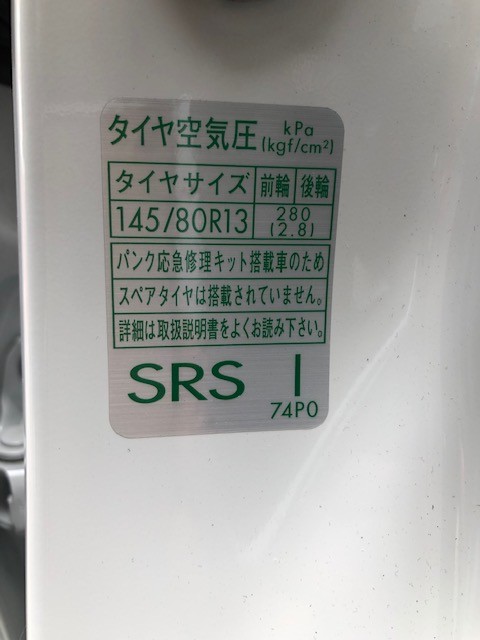 タイヤ空気圧 kPa
(kgf/cm²)
タイヤサイズ 前輪 後輪
145/80R13 280
(2.8)
パンク応急修理キット搭載車のため
スペアタイヤは搭載されていません。
詳細は取扱説明書をよくお読み下さい。
SRS I
74P0